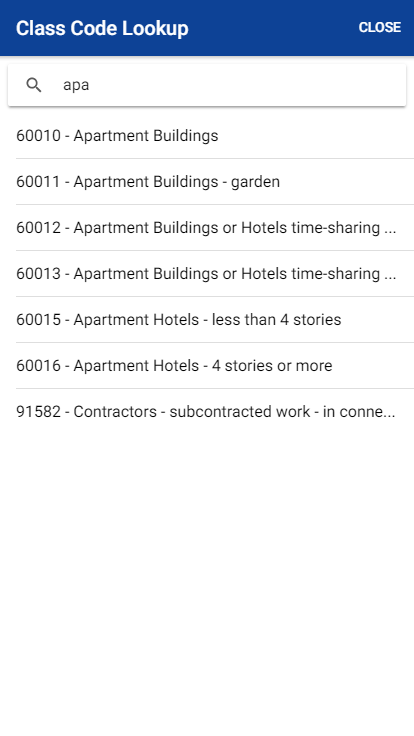 Class Code Lookup
CLOSE
apa
60010 - Apartment Buildings
60011 - Apartment Buildings - garden
60012 - Apartment Buildings or Hotels time-sharing ...
60013 - Apartment Buildings or Hotels time-sharing ...
60015 - Apartment Hotels - less than 4 stories
60016 - Apartment Hotels - 4 stories or more
91582 - Contractors - subcontracted work - in conne...